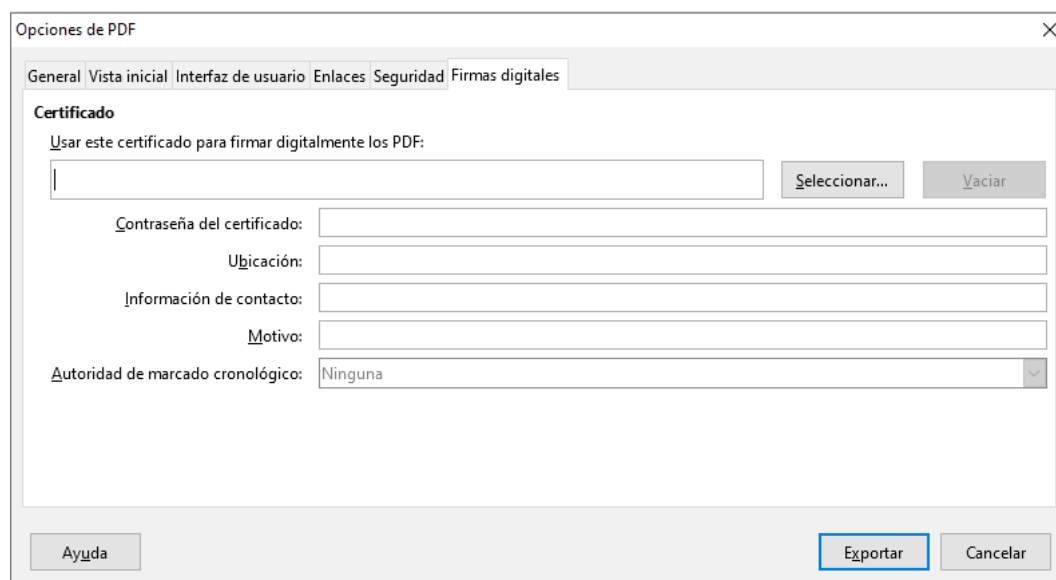 Opciones de PDF
General Vista inicial Interfaz de usuario Enlaces Seguridad Firmas digitales
Certificado
Usar este certificado para firmar digitalmente los PDF:
Seleccionar... Vaciar
Contraseña del certificado:
Ubicación:
Información de contacto:
Motivo:
Autoridad de marcado cronológico: Ninguna
Ayuda Exportar Cancelar